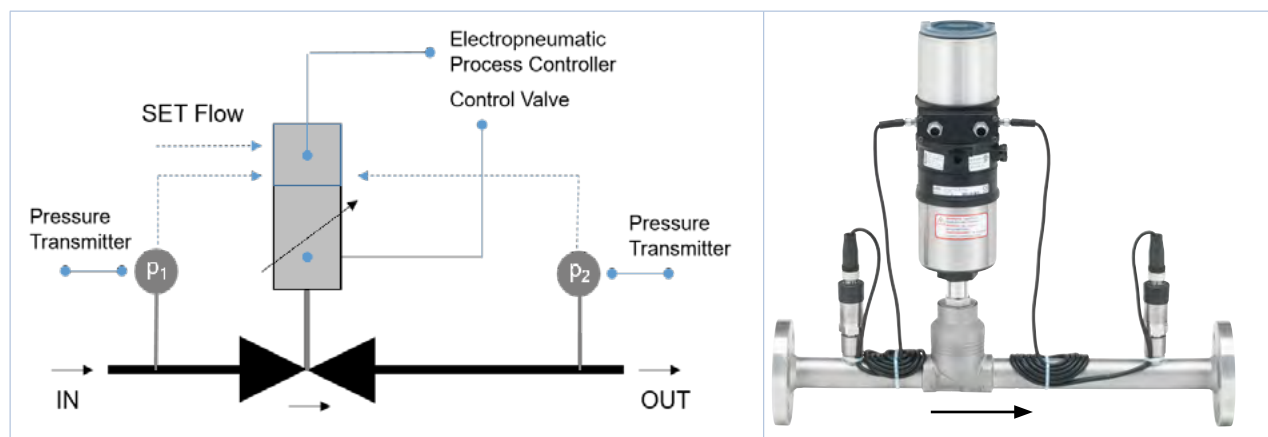 Electropneumatic
Process Controller
Control Valve
SET Flow
Pressure
Transmitter
Pressure
Transmitter
p₁
p₂
IN
OUT